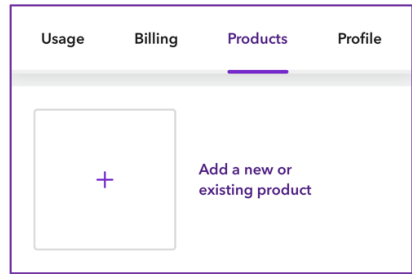 Usage Billing Products Profile
+
Add a new or
existing product